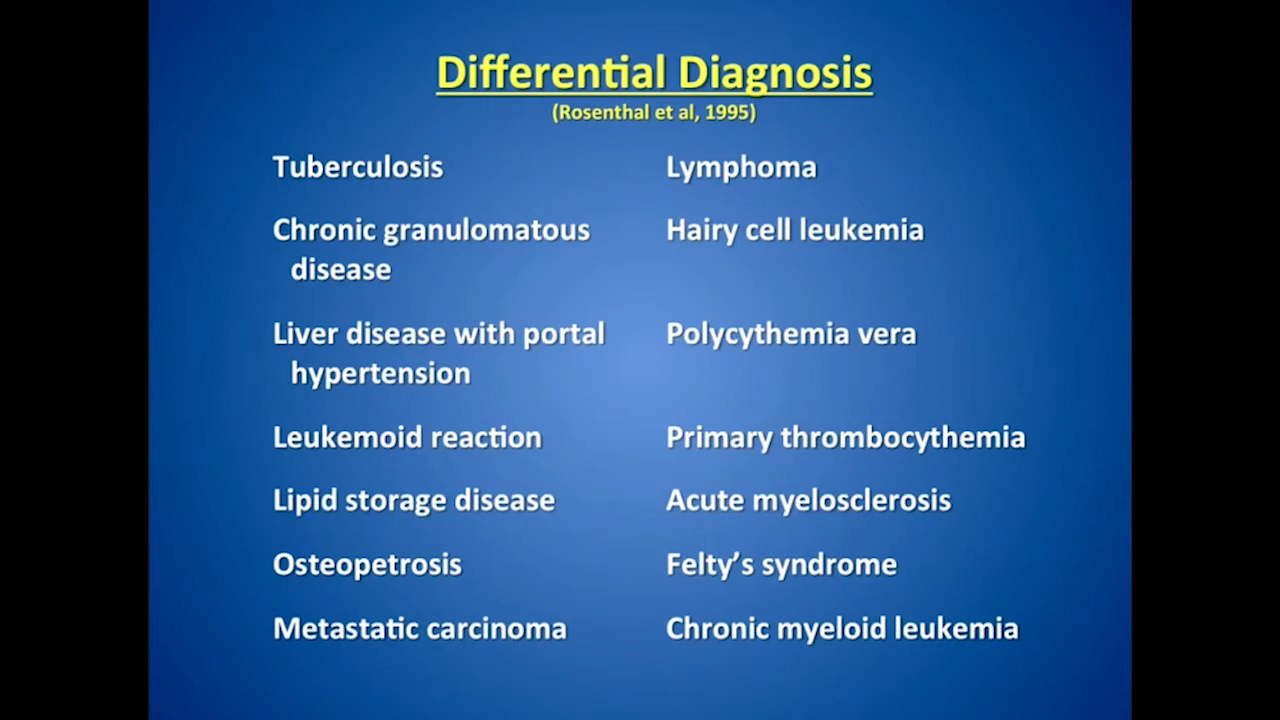 Differential Diagnosis
(Rosenthal et al, 1995)
Tuberculosis
Chronic granulomatous
disease
Liver disease with portal
hypertension
Leukemoid reaction
Lipid storage disease
Osteopetrosis
Metastatic carcinoma
Lymphoma
Hairy cell leukemia
Polycythemia vera
Primary thrombocythemia
Acute myelosclerosis
Felty’s syndrome
Chronic myeloid leukemia